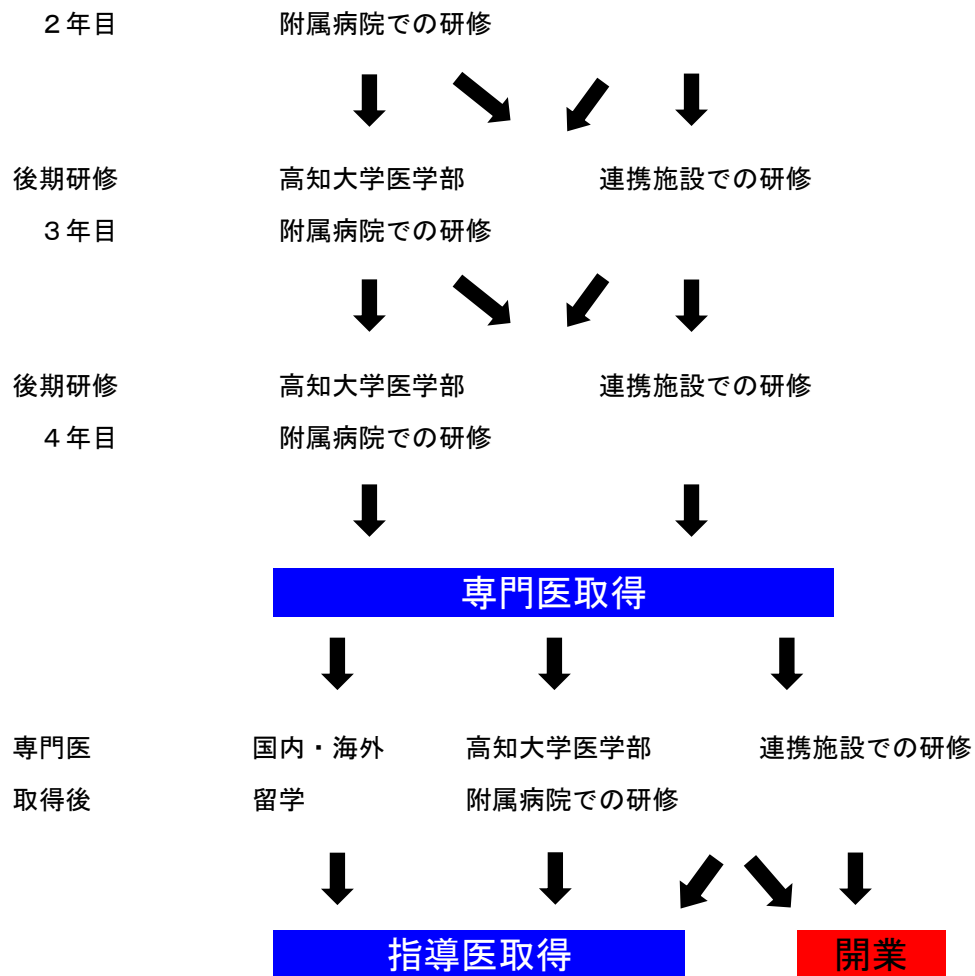 ２年目 附属病院での研修
後期研修 高知大学医学部 連携施設での研修
３年目 附属病院での研修
後期研修 高知大学医学部 連携施設での研修
４年目 附属病院での研修
専門医取得
専門医 国内・海外 高知大学医学部 連携施設での研修
取得後 留学 附属病院での研修
指導医取得 開業